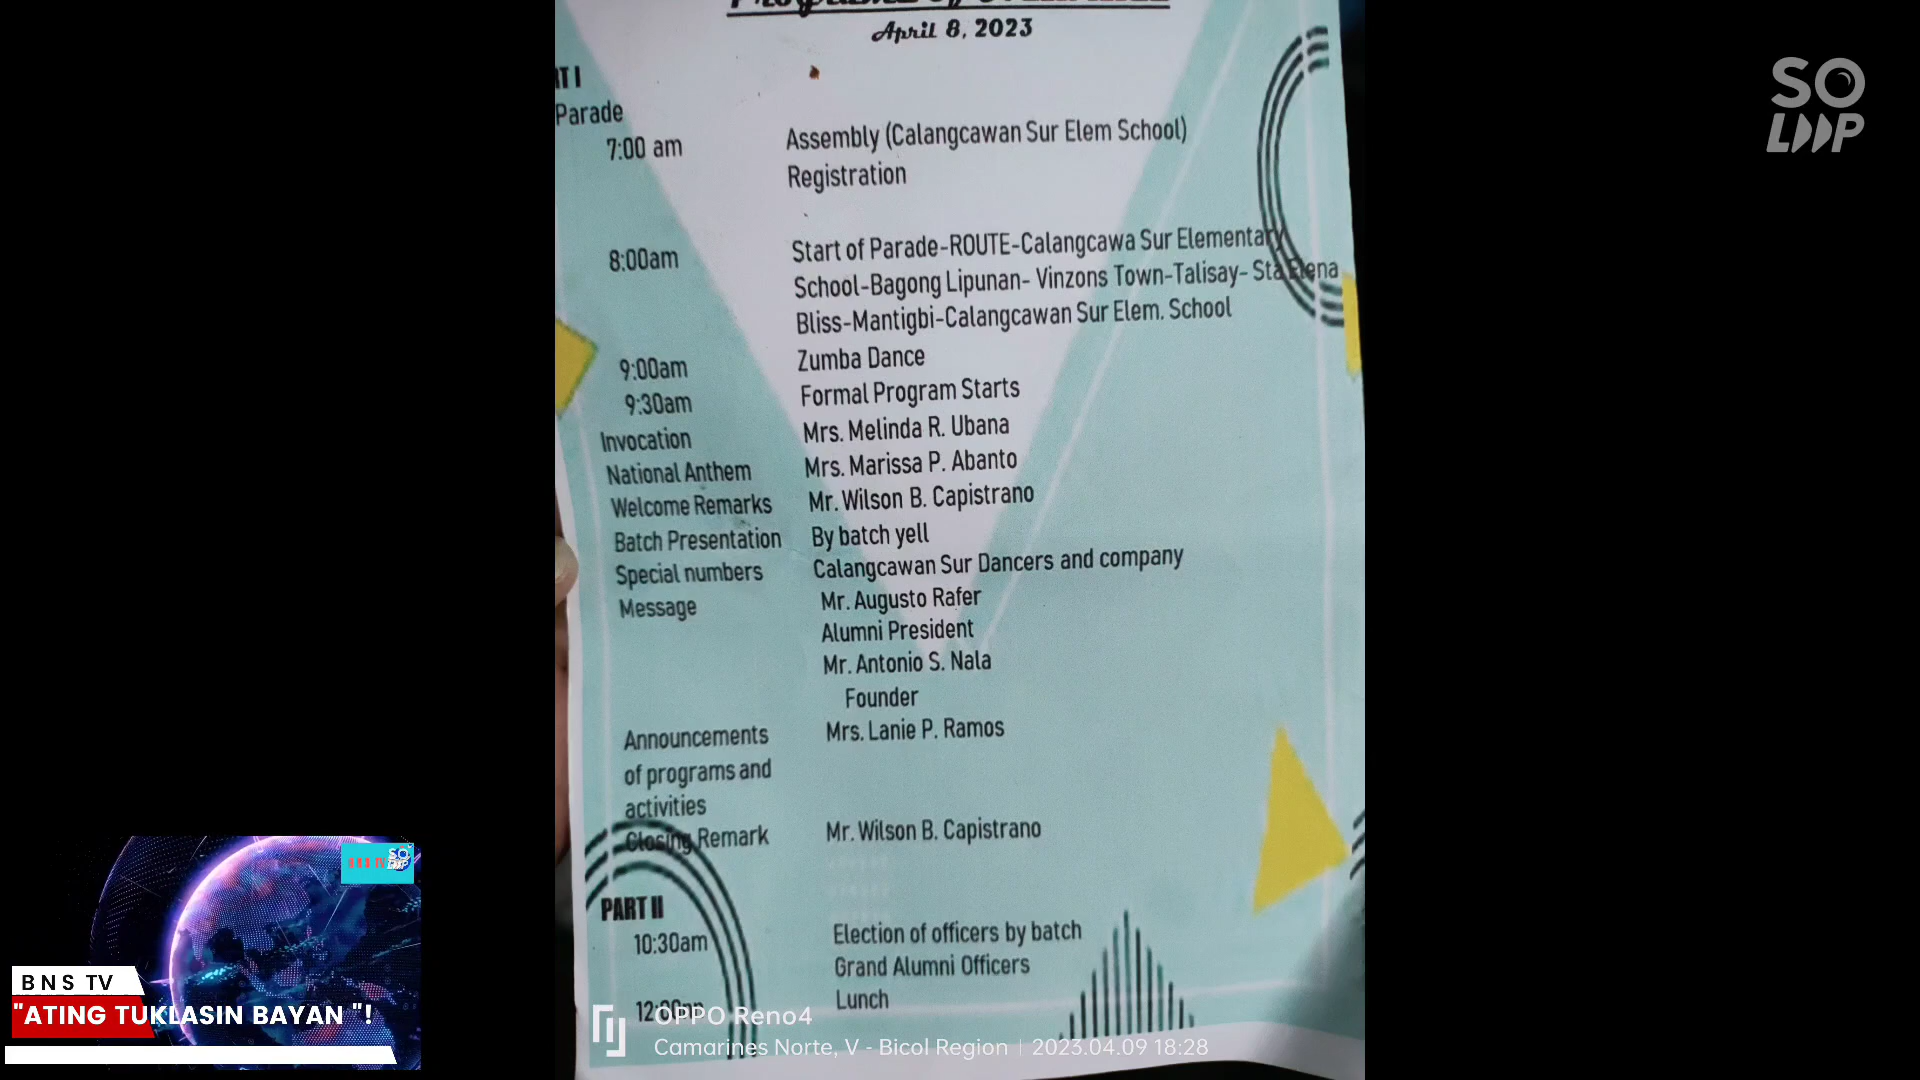 April 8, 2023
Parade
7:00 am Assembly (Calangcawan Sur Elem School)
Registration
8:00am Start of Parade-ROUTE-Calangcawa Sur Elementary
School-Bagong Lipunan- Vinzons Town-Talisay- Sta Elena
Bliss-Mantigbi-Calangcawan Sur Elem. School
9:00am Zumba Dance
9:30am Formal Program Starts
Invocation Mrs. Melinda R. Ubana
National Anthem Mrs. Marissa P. Abanto
Welcome Remarks Mr. Wilson B. Capistrano
Batch Presentation By batch yell
Special numbers Calangcawan Sur Dancers and company
Message Mr. Augusto Rafer
Alumni President
Mr. Antonio S. Nala
Founder
Announcements Mrs. Lanie P. Ramos
of programs and
activities
Closing Remark Mr. Wilson B. Capistrano
PART II
10:30am Election of officers by batch
Grand Alumni Officers
Lunch
OPPO Reno4
Camarines Norte, V - Bicol Region | 2023.04.09 18:28
SO
LOOP
BNS TV
"ATING TUKLASIN BAYAN "!